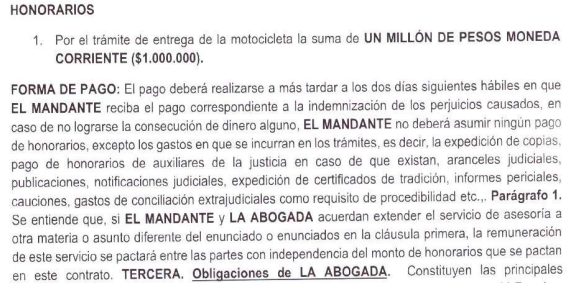 HONORARIOS
1. Por el trámite de entrega de la motocicleta la suma de UN MILLÓN DE PESOS MONEDA
CORRIENTE ($1.000.000).
FORMA DE PAGO: El pago deberá realizarse a más tardar a los dos días siguientes hábiles en que
EL MANDANTE reciba el pago correspondiente a la indemnización de los perjuicios causados, en
caso de no lograrse la consecución de dinero alguno, EL MANDANTE no deberá asumir ningún pago
de honorarios, excepto los gastos en que se incurran en los trámites, es decir, la expedición de copias,
pago de honorarios de auxiliares de la justicia en caso de que existan, aranceles judiciales,
publicaciones, notificaciones judiciales, expedición de certificados de tradición, informes periciales,
cauciones, gastos de conciliación extrajudiciales como requisito de procedibilidad etc.,. Parágrafo 1.
Se entiende que, si EL MANDANTE y LA ABOGADA acuerdan extender el servicio de asesoría a
otra materia o asunto diferente del enunciado o enunciados en la cláusula primera, la remuneración
de este servicio se pactará entre las partes con independencia del monto de honorarios que se pactan
en este contrato. TERCERA. Obligaciones de LA ABOGADA. Constituyen las principales